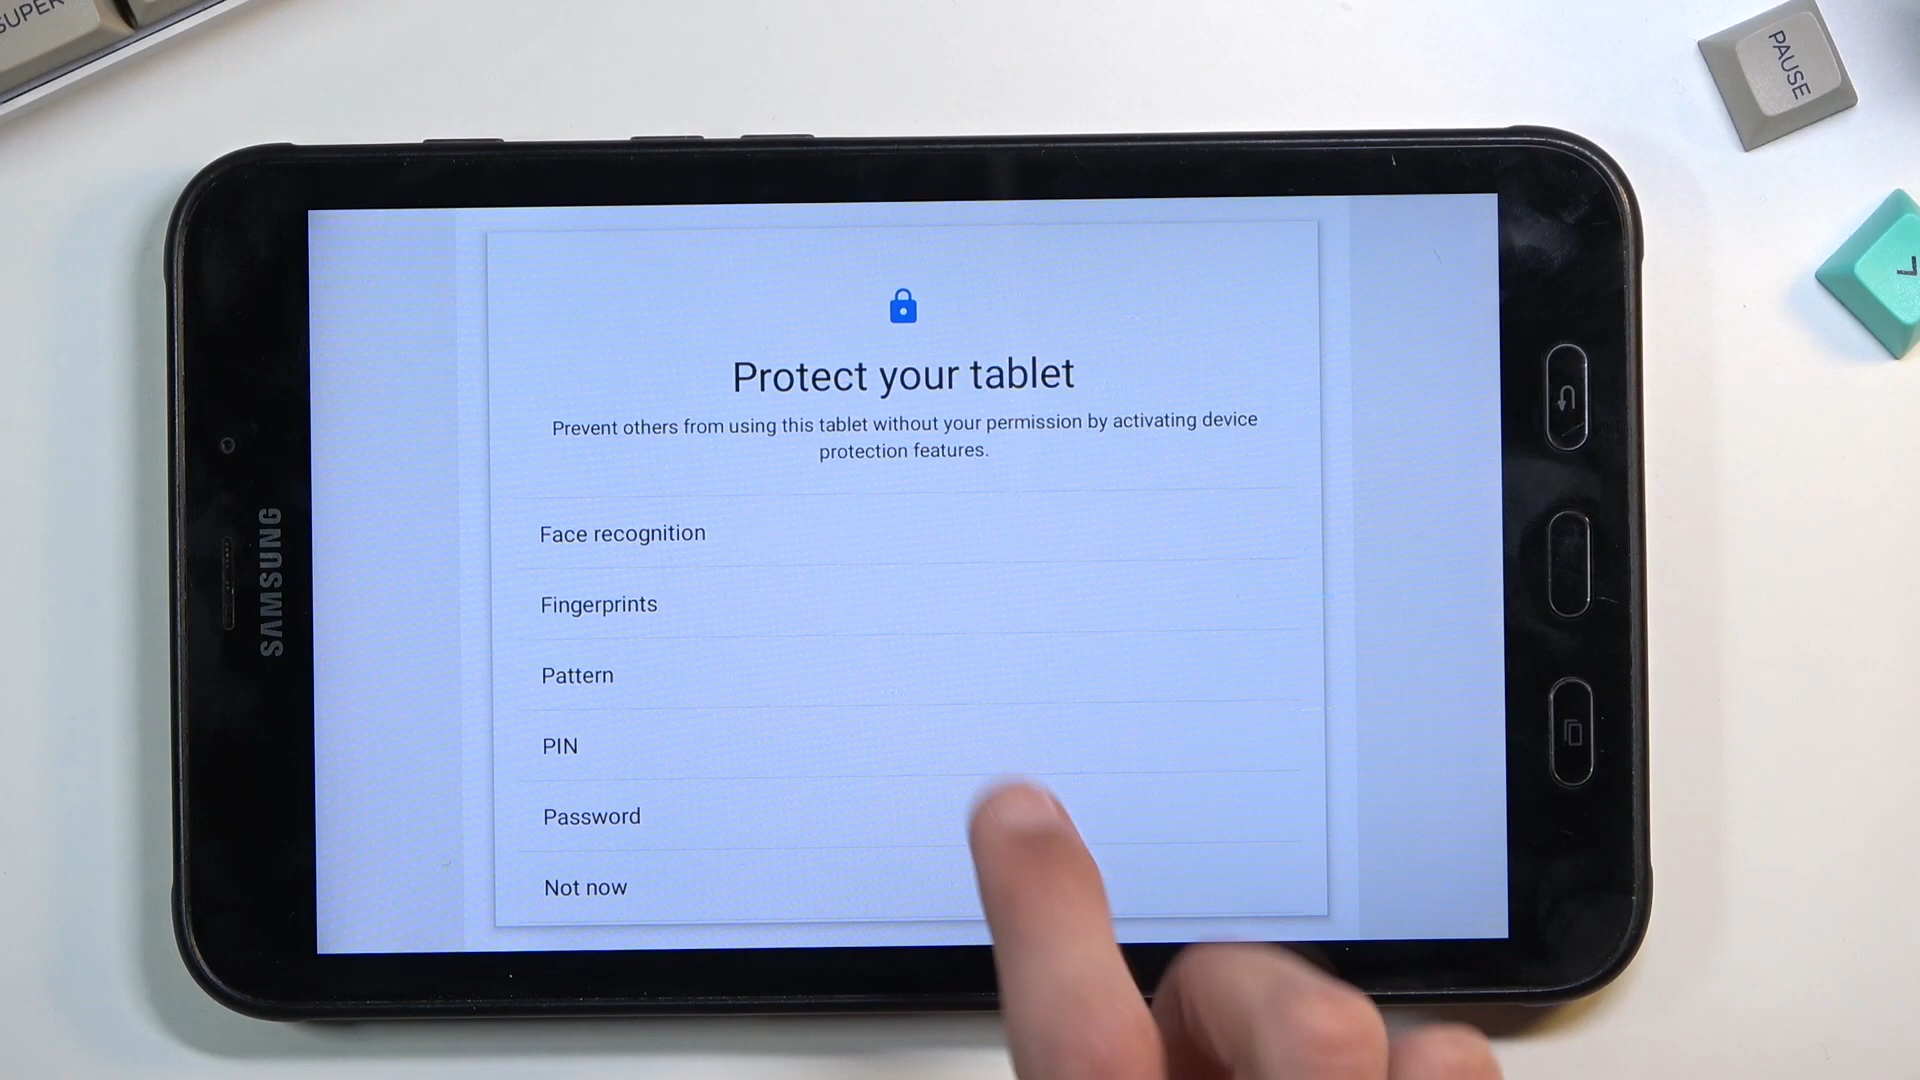 SUPER
PAUSE
SAMSUNG
Protect your tablet
Prevent others from using this tablet without your permission by activating device
protection features.
Face recognition
Fingerprints
Pattern
PIN
Password
Not now